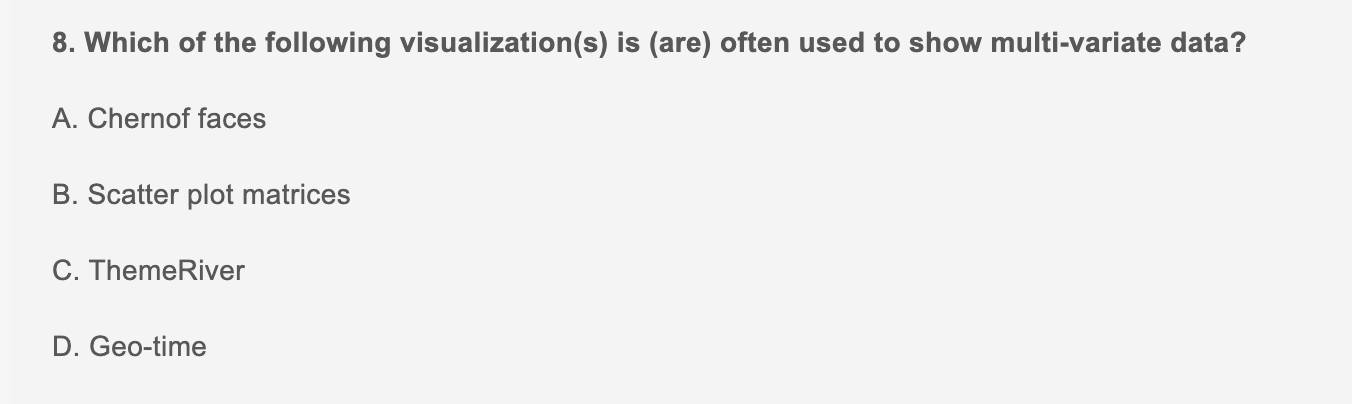 8. Which of the following visualization(s) is (are) often used to show multi-variate data?
A. Chernof faces
B. Scatter plot matrices
C. ThemeRiver
D. Geo-time